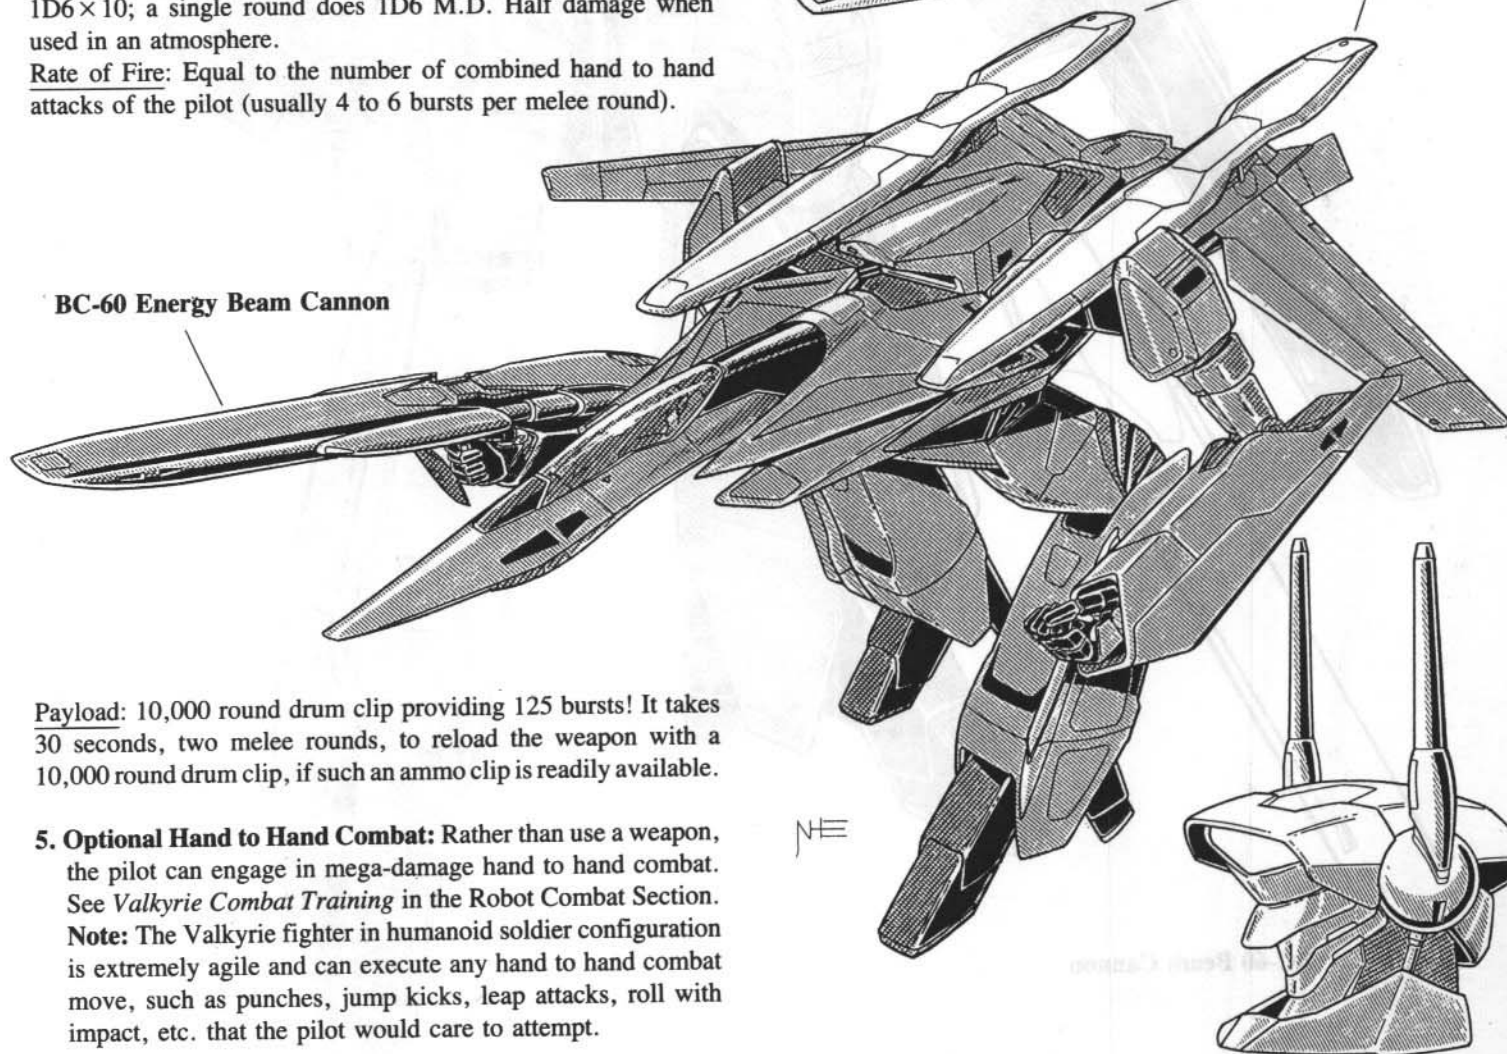 1D6×10; a single round does 1D6 M.D. Half damage when
used in an atmosphere.
Rate of Fire: Equal to the number of combined hand to hand
attacks of the pilot (usually 4 to 6 bursts per melee round).
BC-60 Energy Beam Cannon
Payload: 10,000 round drum clip providing 125 bursts! It takes
30 seconds, two melee rounds, to reload the weapon with a
10,000 round drum clip, if such an ammo clip is readily available.
5. Optional Hand to Hand Combat: Rather than use a weapon,
the pilot can engage in mega-damage hand to hand combat.
See Valkyrie Combat Training in the Robot Combat Section.
Note: The Valkyrie fighter in humanoid soldier configuration
is extremely agile and can execute any hand to hand combat
move, such as punches, jump kicks, leap attacks, roll with
impact, etc. that the pilot would care to attempt.